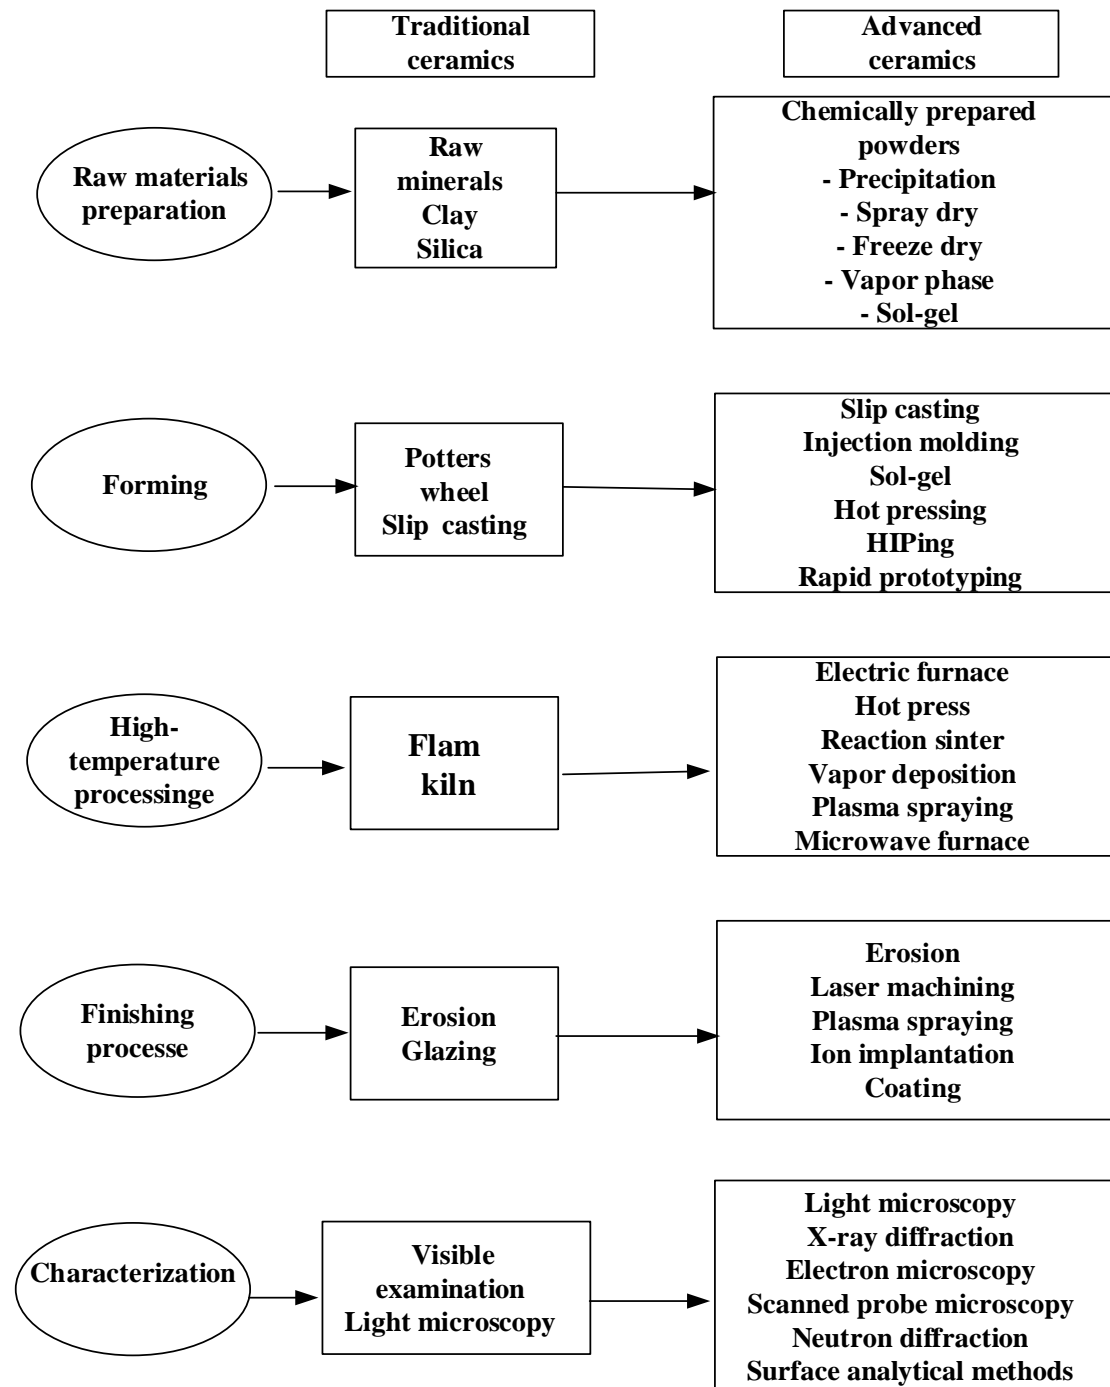 Traditional
ceramics
Advanced
ceramics
Raw materials
preparation
Raw
minerals
Clay
Silica
Chemically prepared
powders
- Precipitation
- Spray dry
- Freeze dry
- Vapor phase
- Sol-gel
Forming
Potters
wheel
Slip casting
Slip casting
Injection molding
Sol-gel
Hot pressing
HIPing
Rapid prototyping
High-
temperature
processinge
Flam
kiln
Electric furnace
Hot press
Reaction sinter
Vapor deposition
Plasma spraying
Microwave furnace
Finishing
processe
Erosion
Glazing
Erosion
Laser machining
Plasma spraying
Ion implantation
Coating
Characterization
Visible
examination
Light microscopy
Light microscopy
X-ray diffraction
Electron microscopy
Scanned probe microscopy
Neutron diffraction
Surface analytical methods